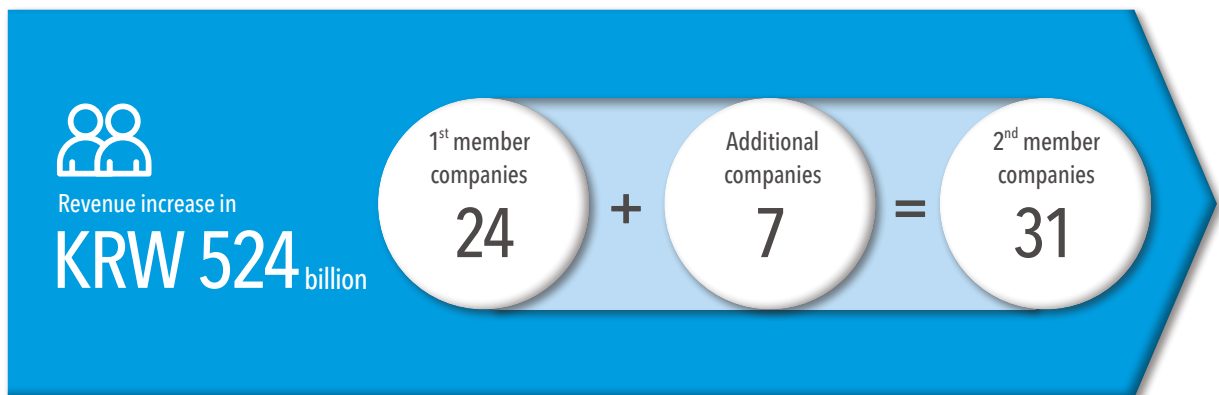 Revenue increase in
KRW 524 billion
1st member
companies
24
+
Additional
companies
7
=
2nd member
companies
31